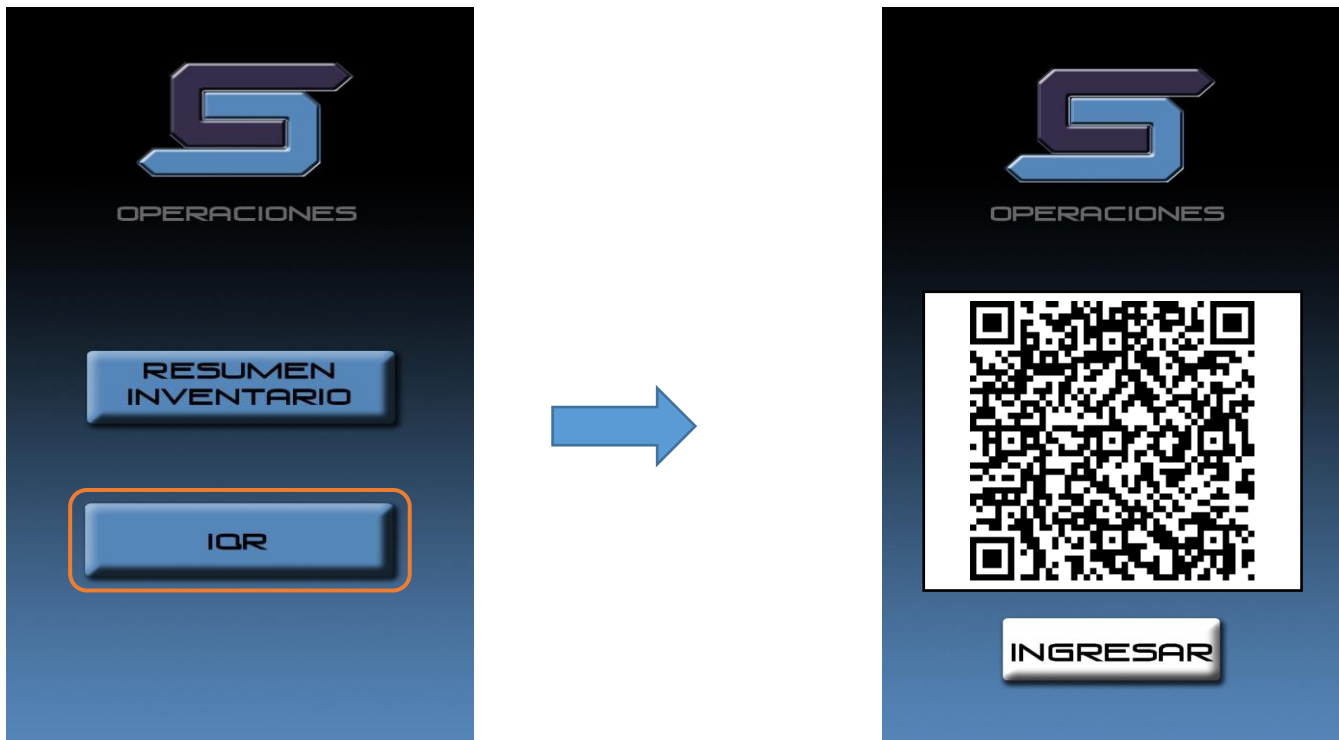 OPERACIONES
RESUMEN
INVENTARIO
IQR
OPERACIONES
INGRESAR